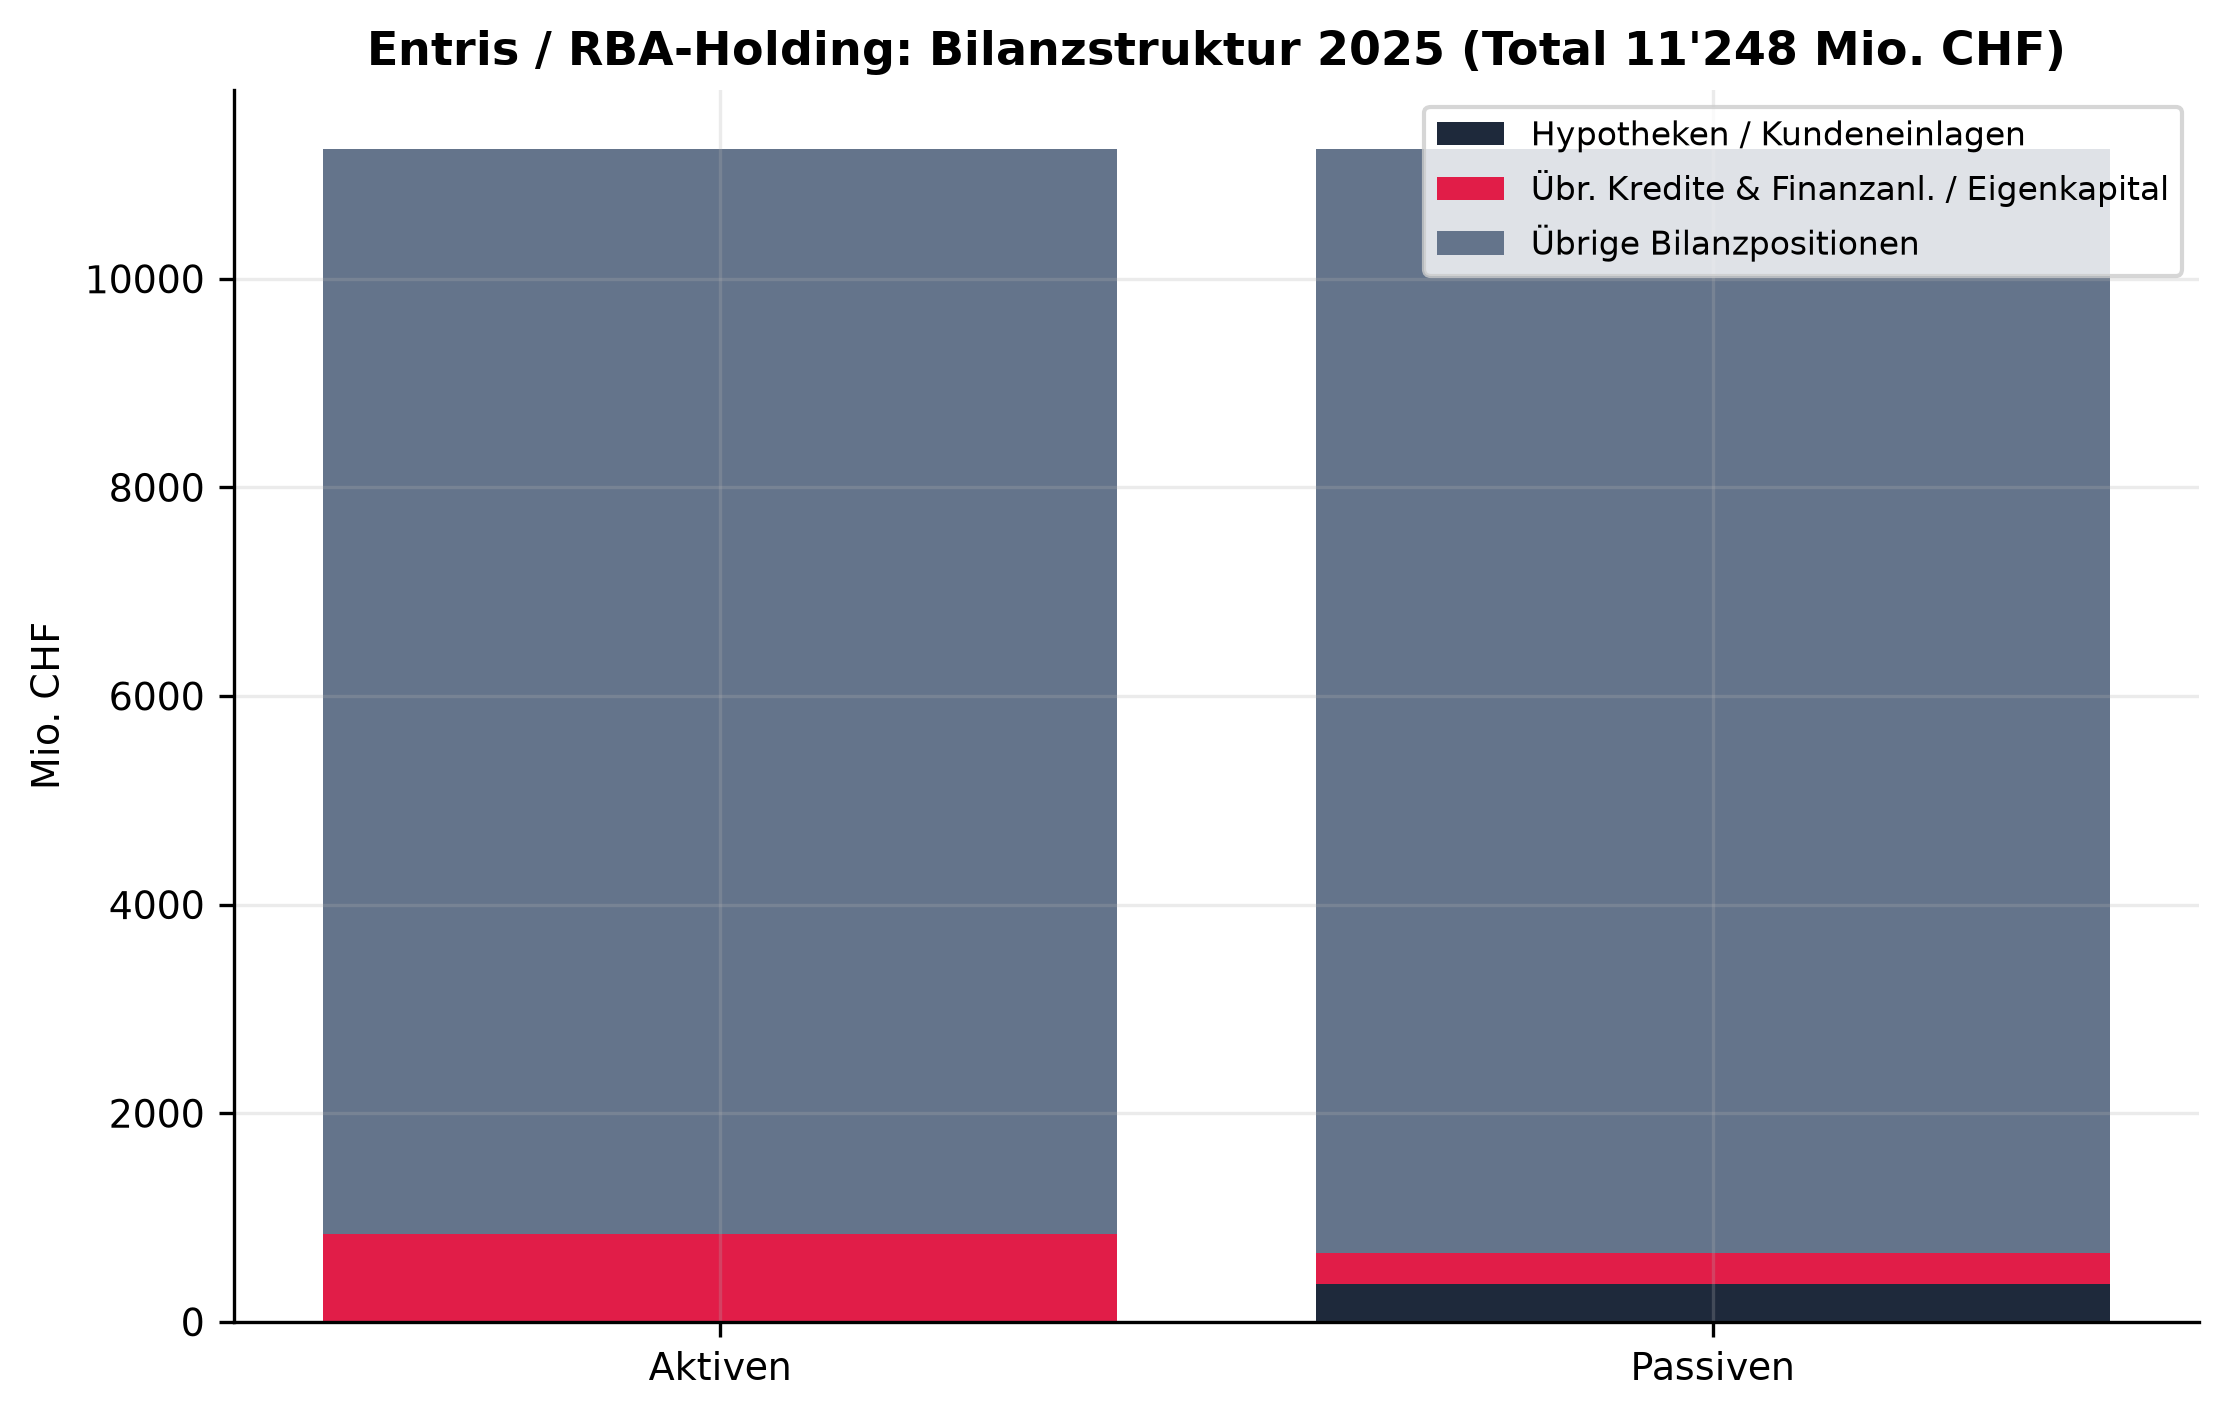 Entris / RBA-Holding: Bilanzstruktur 2025 (Total 11'248 Mio. CHF)
Hypotheken / Kundeneinlagen
Übr. Kredite & Finanzanl. / Eigenkapital
Übrige Bilanzpositionen
Mio. CHF
10000
8000
6000
4000
2000
0
Aktiven
Passiven